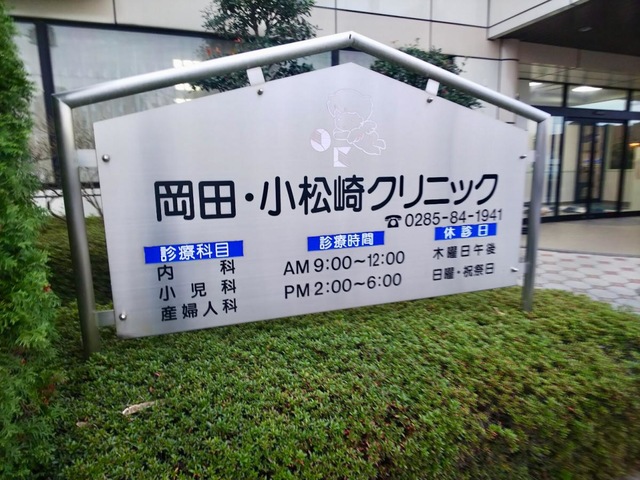 岡田・小松崎クリニック
☎0285-84-1941
診療科目
内科
小児科
産婦人科
診療時間
AM 9:00~12:00
PM 2:00~6:00
休診日
木曜日午後
日曜・祝祭日